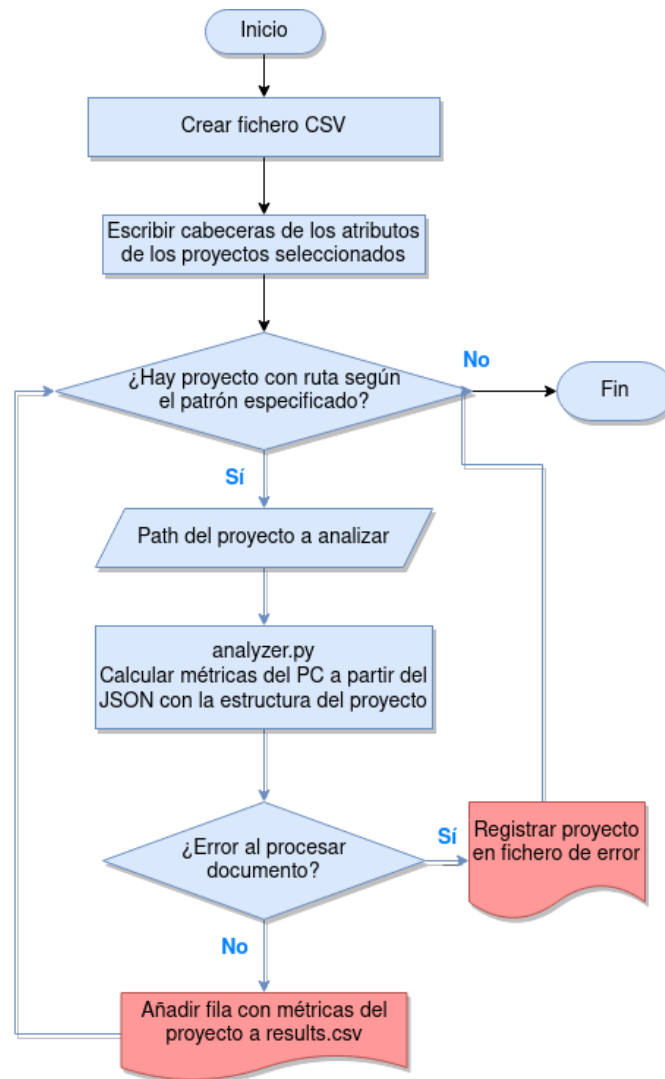 Inicio
Crear fichero CSV
Escribir cabeceras de los atributos
de los proyectos seleccionados
¿Hay proyecto con ruta según
el patrón especificado?
No
Fin
Sí
Path del proyecto a analizar
analyzer.py
Calcular métricas del PC a partir del
JSON con la estructura del proyecto
¿Error al procesar
documento?
Sí
Registrar proyecto
en fichero de error
No
Añadir fila con métricas del
proyecto a results.csv